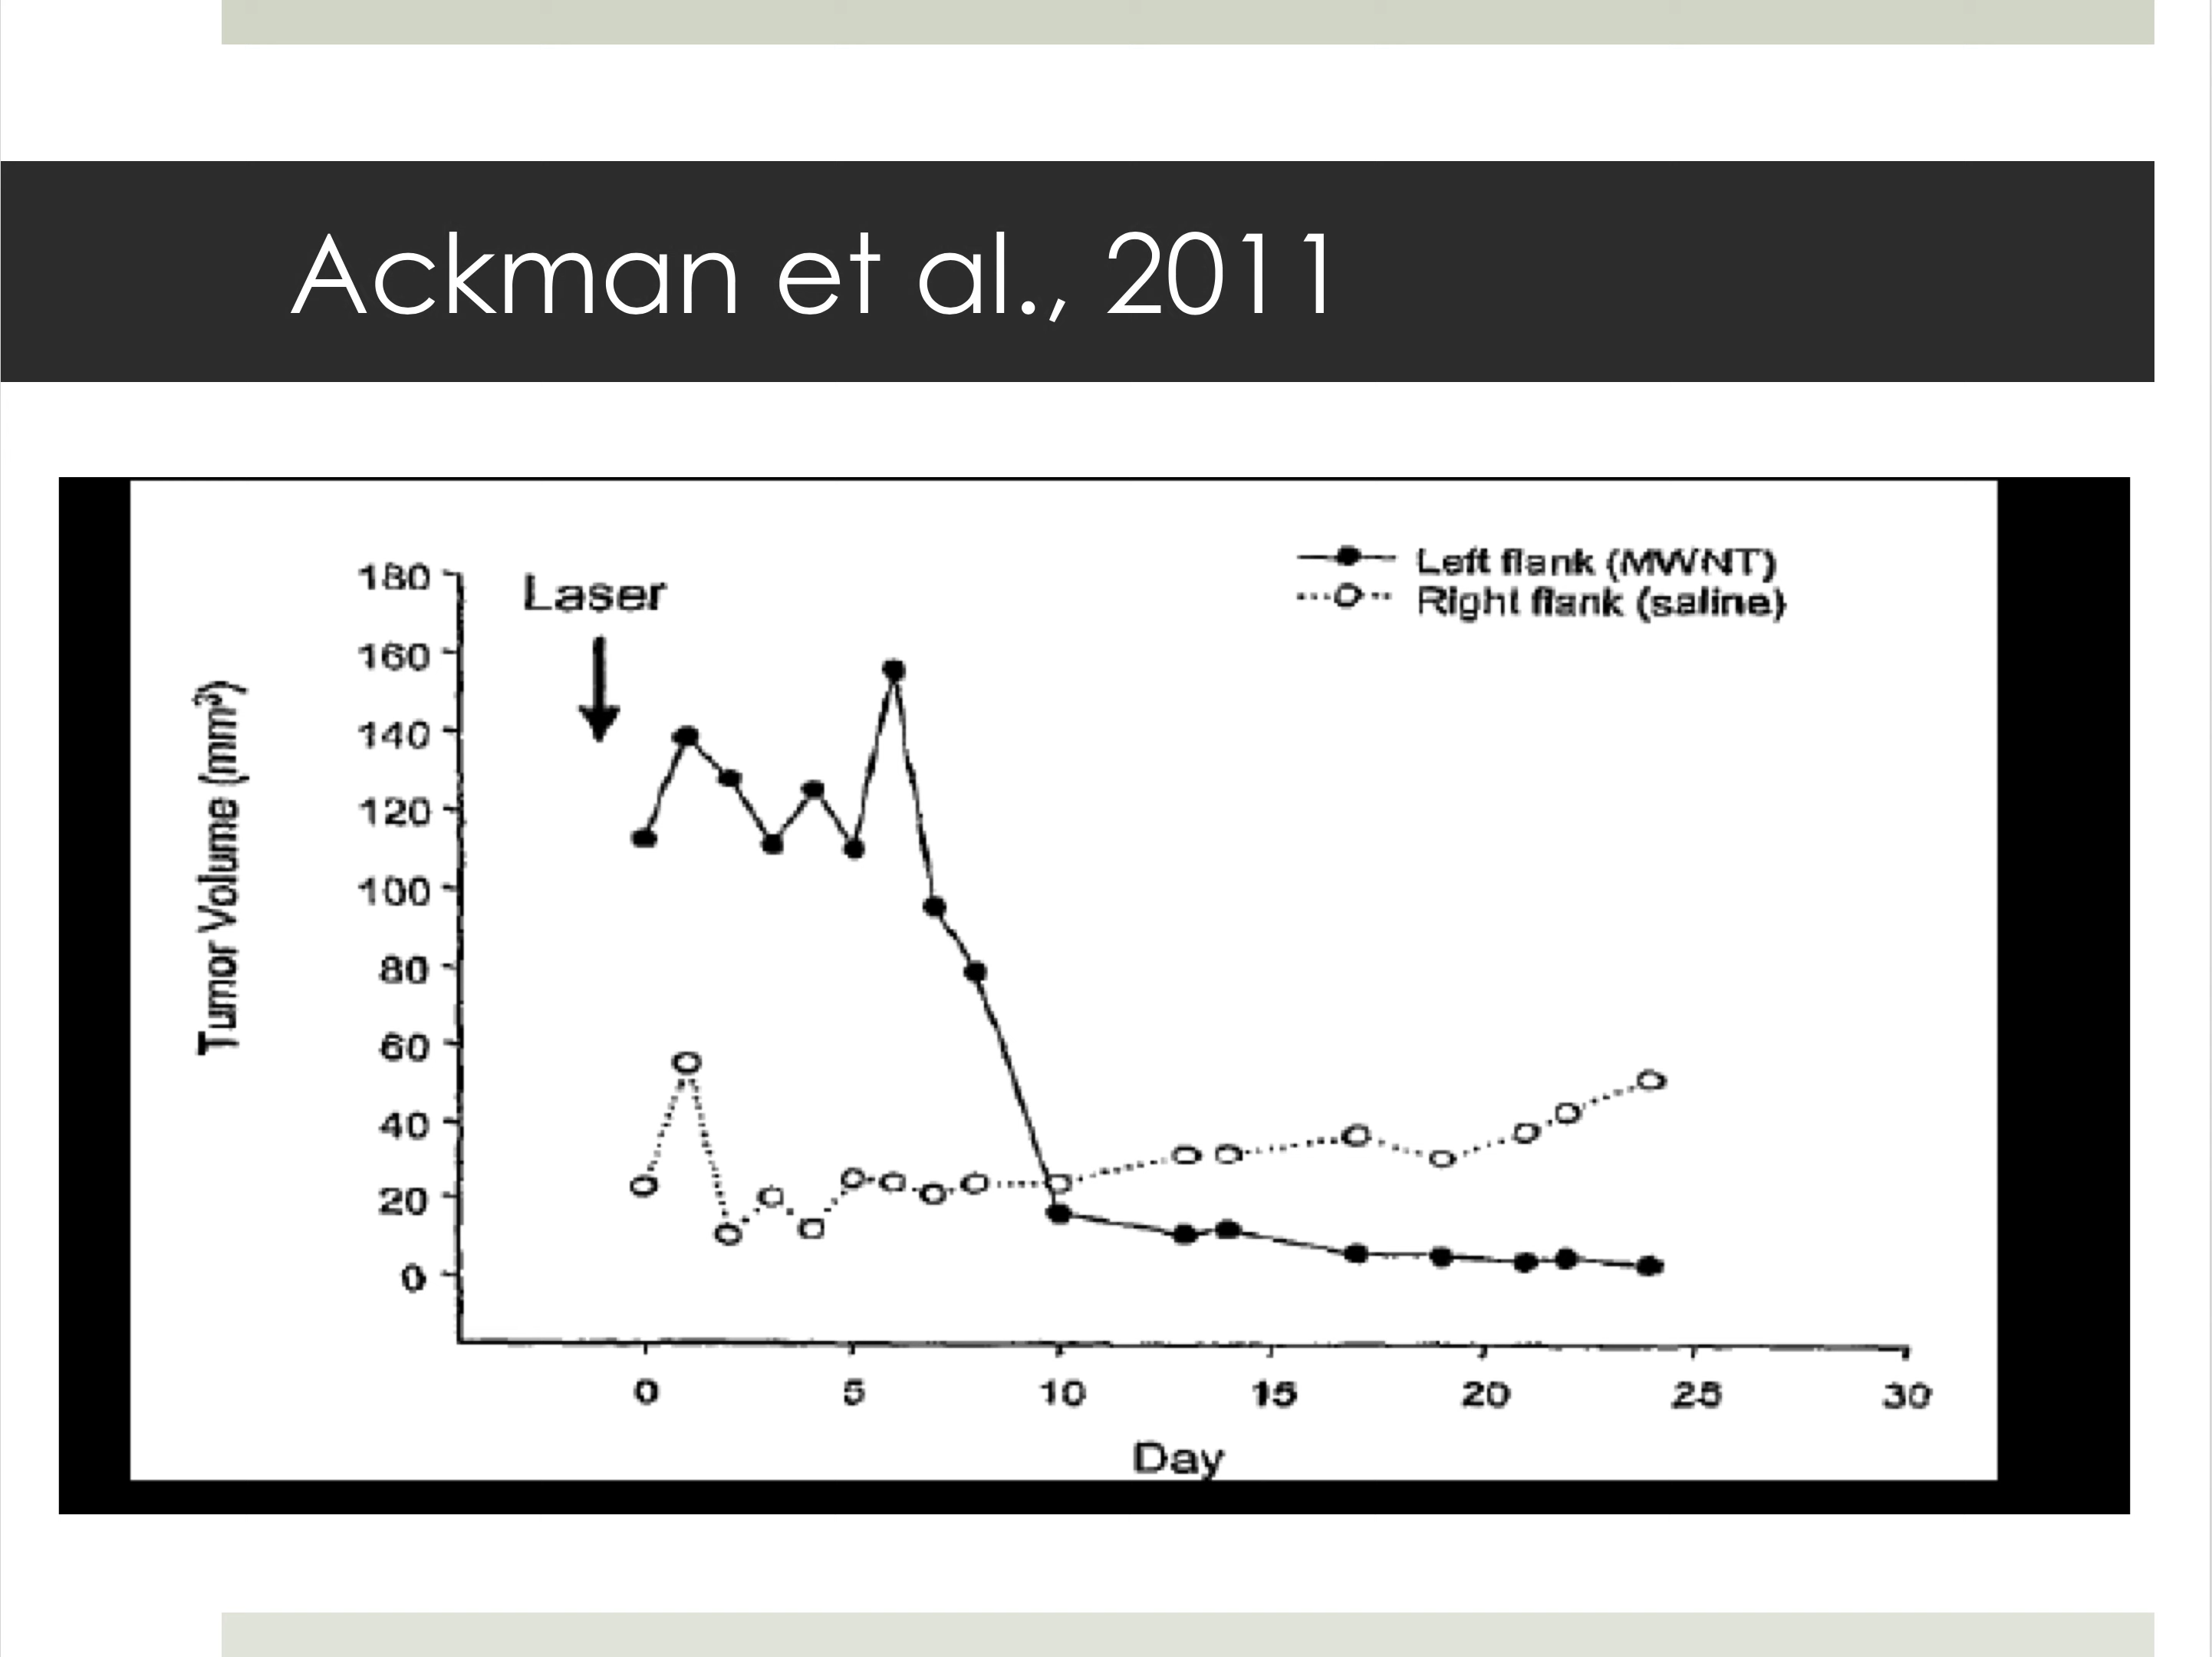 Ackman et al., 2011
Left flank (MWNT)
Right flank (saline)
Laser
Tumor Volume (mm³)
180
160
140
120
100
80
60
40
20
0
0 5 10 15 20 25 30
Day